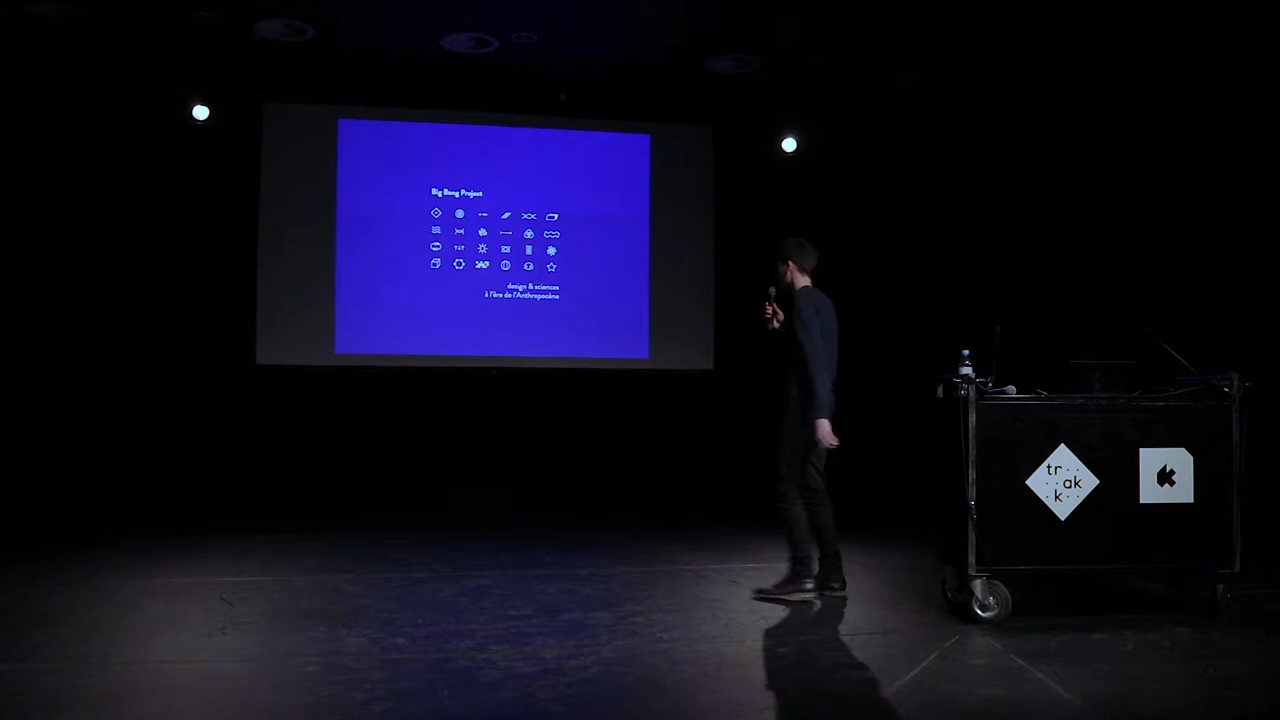 Big Bang Project
design & sciences
à l'ère de l'Anthropocène
tr
ak
k